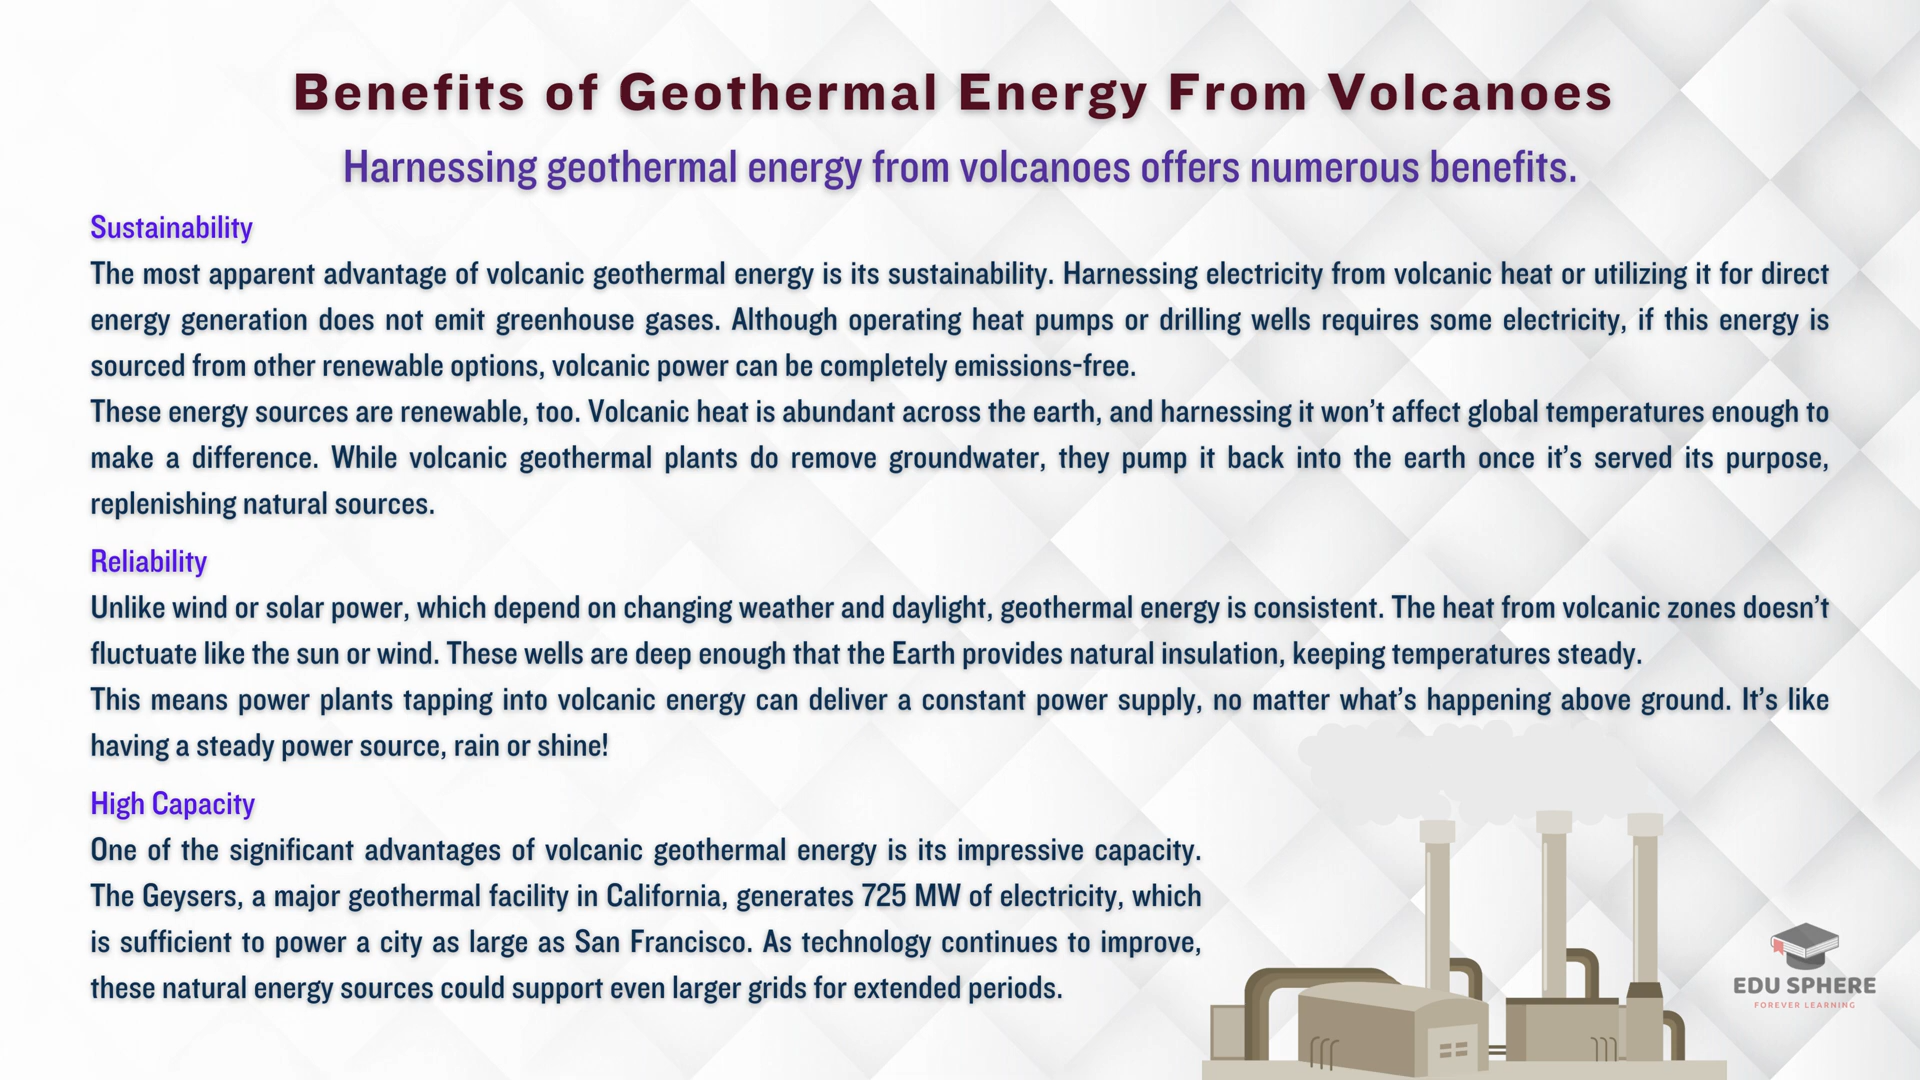 Benefits of Geothermal Energy From Volcanoes
Harnessing geothermal energy from volcanoes offers numerous benefits.
Sustainability
The most apparent advantage of volcanic geothermal energy is its sustainability. Harnessing electricity from volcanic heat or utilizing it for direct
energy generation does not emit greenhouse gases. Although operating heat pumps or drilling wells requires some electricity, if this energy is
sourced from other renewable options, volcanic power can be completely emissions-free.
These energy sources are renewable, too. Volcanic heat is abundant across the earth, and harnessing it won’t affect global temperatures enough to
make a difference. While volcanic geothermal plants do remove groundwater, they pump it back into the earth once it’s served its purpose,
replenishing natural sources.
Reliability
Unlike wind or solar power, which depend on changing weather and daylight, geothermal energy is consistent. The heat from volcanic zones doesn’t
fluctuate like the sun or wind. These wells are deep enough that the Earth provides natural insulation, keeping temperatures steady.
This means power plants tapping into volcanic energy can deliver a constant power supply, no matter what’s happening above ground. It’s like
having a steady power source, rain or shine!
High Capacity
One of the significant advantages of volcanic geothermal energy is its impressive capacity.
The Geysers, a major geothermal facility in California, generates 725 MW of electricity, which
is sufficient to power a city as large as San Francisco. As technology continues to improve,
these natural energy sources could support even larger grids for extended periods.
EDU SPHERE
FOREVER LEARNING